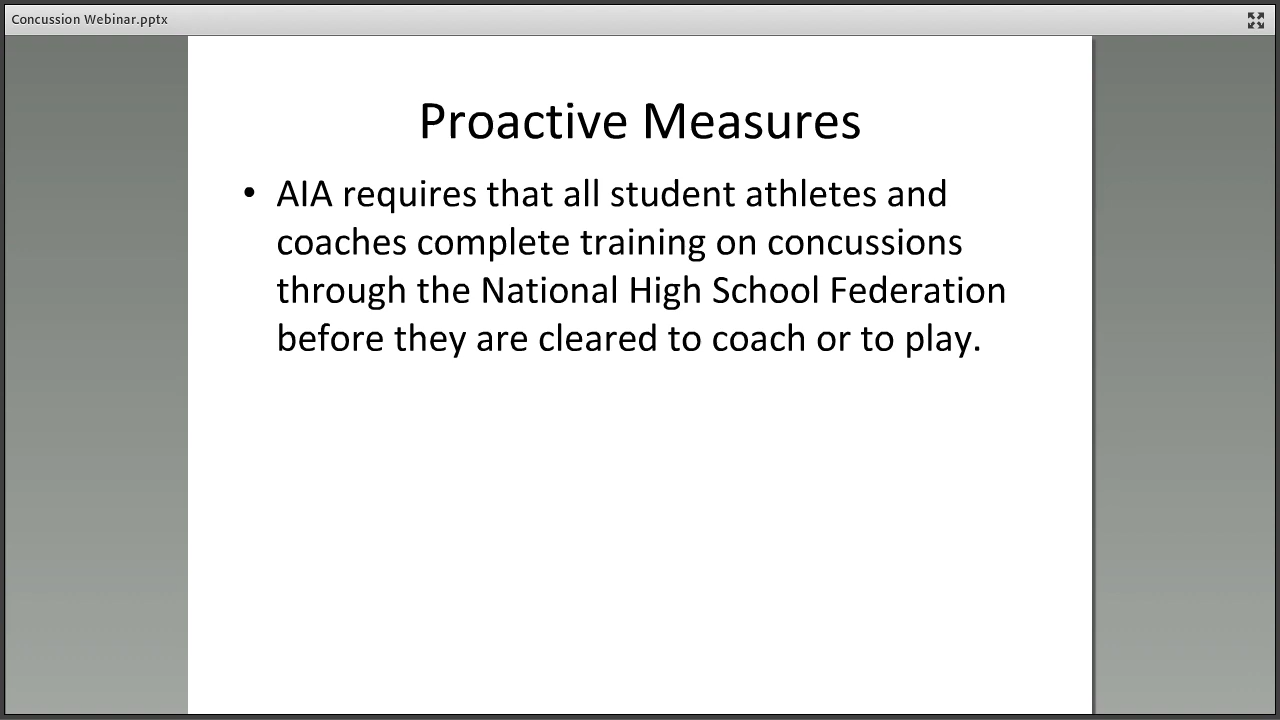 Concussion Webinar.pptx
Proactive Measures
• AIA requires that all student athletes and
coaches complete training on concussions
through the National High School Federation
before they are cleared to coach or to play.